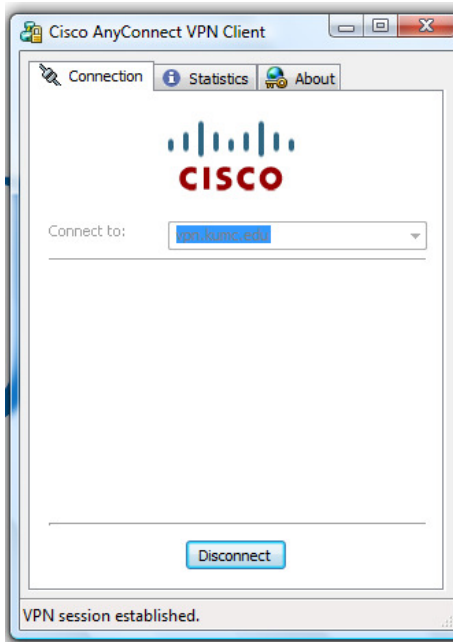 Cisco AnyConnect VPN Client
Connection Statistics About
CISCO
Connect to: vpn.kumc.edu
Disconnect
VPN session established.